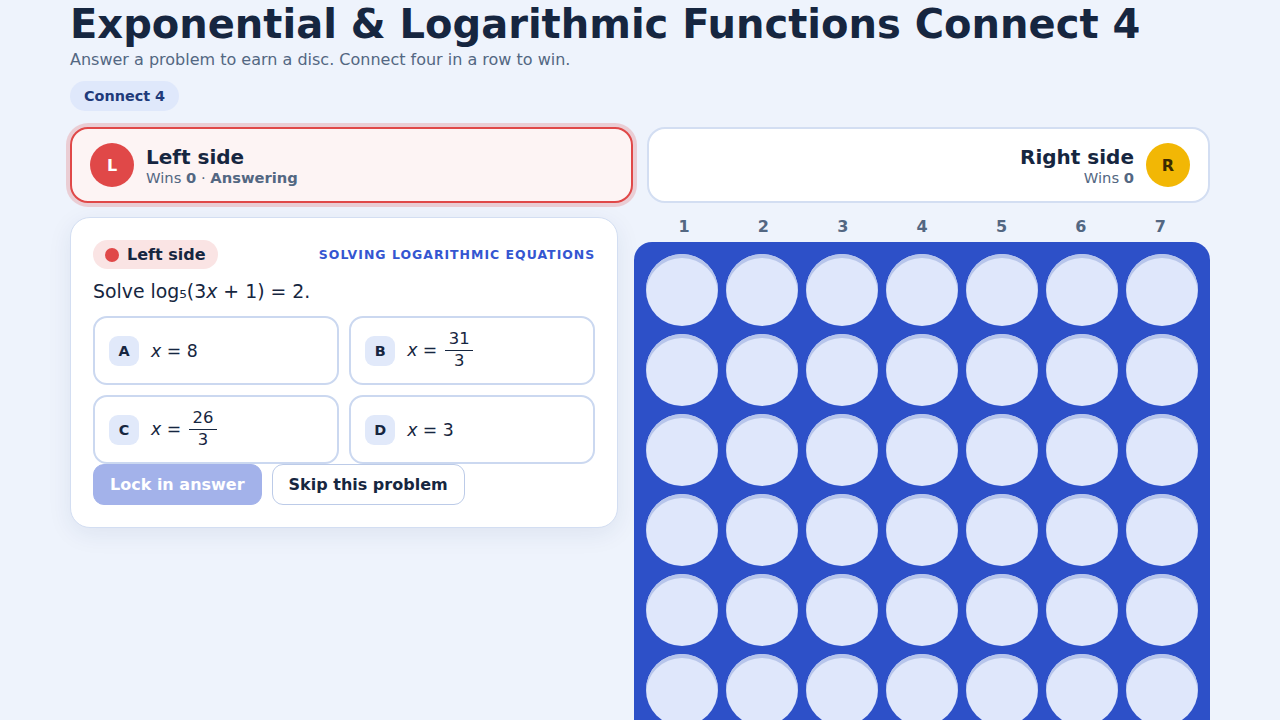 Exponential & Logarithmic Functions Connect 4
Answer a problem to earn a disc. Connect four in a row to win.
Connect 4
L
Left side
Wins 0 · Answering
Right side
Wins 0
R
Left side
SOLVING LOGARITHMIC EQUATIONS
Solve log₅(3x + 1) = 2.
A x = 8
B x = 31/3
C x = 26/3
D x = 3
Lock in answer
Skip this problem
1 2 3 4 5 6 7